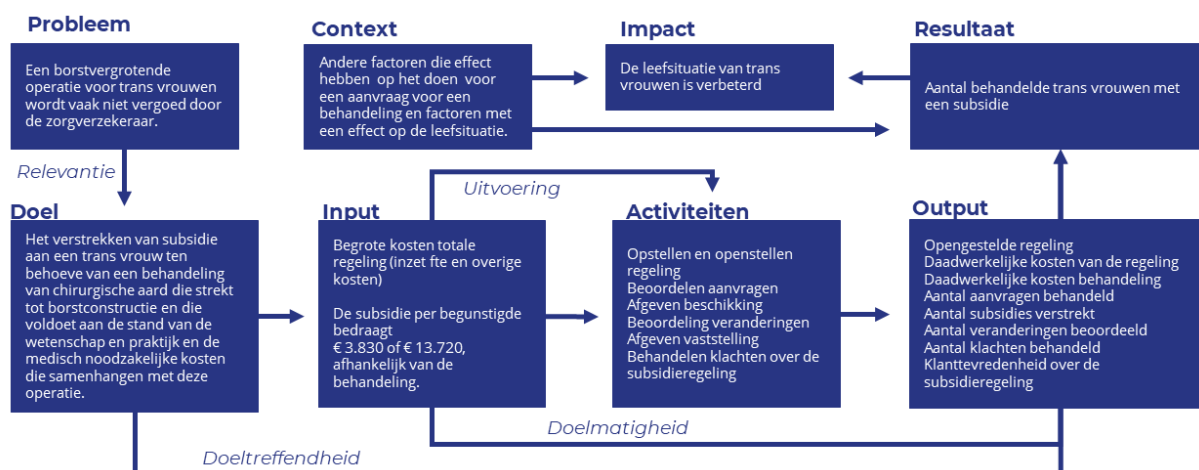 Probleem
Een borstvergrotende
operatie voor trans vrouwen
wordt vaak niet vergoed door
de zorgverzekeraar.
Context
Andere factoren die effect
hebben op het doen voor
een aanvraag voor een
behandeling en factoren met
een effect op de leefsituatie.
Impact
De leefsituatie van trans
vrouwen is verbeterd
Resultaat
Aantal behandelde trans vrouwen met
een subsidie
Relevantie
Uitvoering
Doel
Het verstrekken van subsidie
aan een trans vrouw ten
behoeve van een behandeling
van chirurgische aard die strekt
tot borstconstructie en die
voldoet aan de stand van de
wetenschap en praktijk en de
medisch noodzakelijke kosten
die samenhangen met deze
operatie.
Input
Begrote kosten totale
regeling (inzet fte en overige
kosten)
De subsidie per begunstigde
bedraagt
€ 3.830 of € 13.720,
afhankelijk van de
behandeling.
Activiteiten
Opstellen en openstellen
regeling
Beoordelen aanvragen
Afgeven beschikking
Beoordeling veranderingen
Afgeven vaststelling
Behandelen klachten over de
subsidieregeling
Output
Opengestelde regeling
Daadwerkelijke kosten van de regeling
Daadwerkelijke kosten behandeling
Aantal aanvragen behandeld
Aantal subsidies verstrekt
Aantal veranderingen beoordeeld
Aantal klachten behandeld
Klanttevredenheid over de
subsidieregeling
Doelmatigheid
Doeltreffendheid